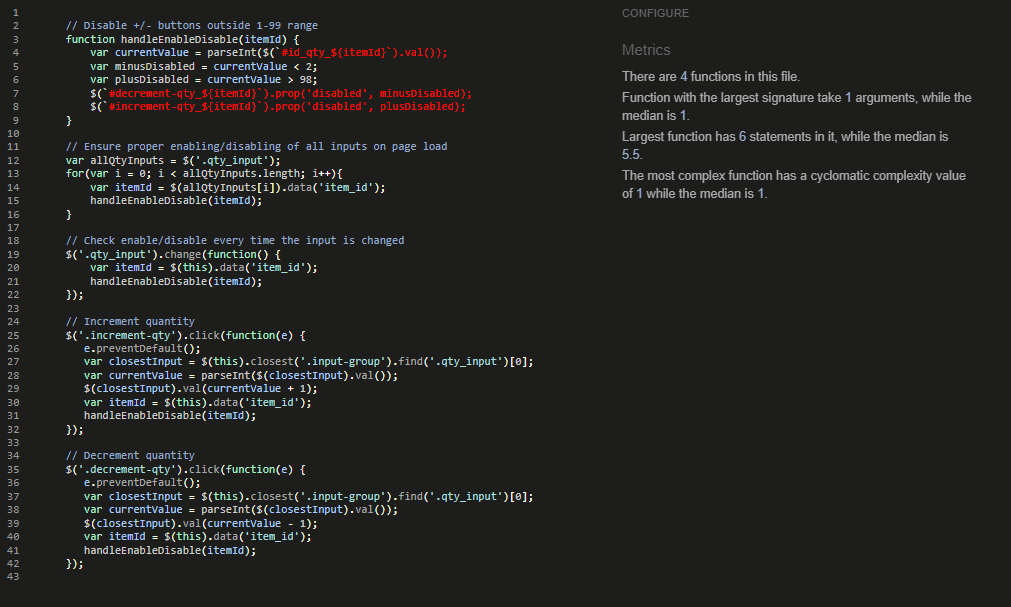 CONFIGURE
Metrics
There are 4 functions in this file.
Function with the largest signature take 1 arguments, while the
median is 1.
Largest function has 6 statements in it, while the median is
5.5.
The most complex function has a cyclomatic complexity value
of 1 while the median is 1.
1
2 // Disable +/- buttons outside 1-99 range
3 function handleEnableDisable(itemId) {
4 var currentValue = parseInt($(`#id_qty_${itemId}`).val());
5 var minusDisabled = currentValue < 2;
6 var plusDisabled = currentValue > 98;
7 $(`#decrement-qty_${itemId}`).prop('disabled', minusDisabled);
8 $(`#increment-qty_${itemId}`).prop('disabled', plusDisabled);
9 }
10
11 // Ensure proper enabling/disabling of all inputs on page load
12 var allQtyInputs = $('.qty_input');
13 for(var i = 0; i < allQtyInputs.length; i++){
14 var itemId = $(allQtyInputs[i]).data('item_id');
15 handleEnableDisable(itemId);
16 }
17
18 // Check enable/disable every time the input is changed
19 $('.qty_input').change(function() {
20 var itemId = $(this).data('item_id');
21 handleEnableDisable(itemId);
22 });
23
24 // Increment quantity
25 $('.increment-qty').click(function(e) {
26 e.preventDefault();
27 var closestInput = $(this).closest('.input-group').find('.qty_input')[0];
28 var currentValue = parseInt($(closestInput).val());
29 $(closestInput).val(currentValue + 1);
30 var itemId = $(this).data('item_id');
31 handleEnableDisable(itemId);
32 });
33
34 // Decrement quantity
35 $('.decrement-qty').click(function(e) {
36 e.preventDefault();
37 var closestInput = $(this).closest('.input-group').find('.qty_input')[0];
38 var currentValue = parseInt($(closestInput).val());
39 $(closestInput).val(currentValue - 1);
40 var itemId = $(this).data('item_id');
41 handleEnableDisable(itemId);
42 });
43